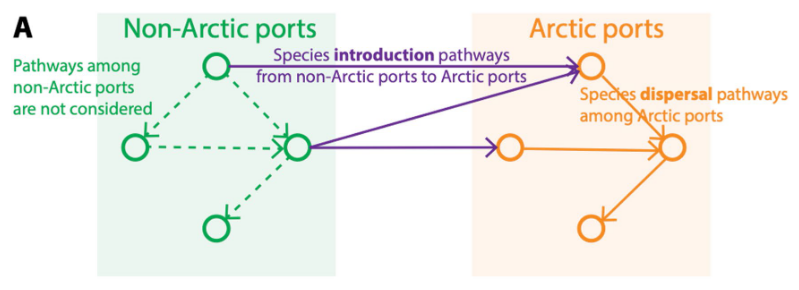 A
Non-Arctic ports
Arctic ports
Pathways among
non-Arctic ports
are not considered
Species introduction pathways
from non-Arctic ports to Arctic ports
Species dispersal pathways
among Arctic ports